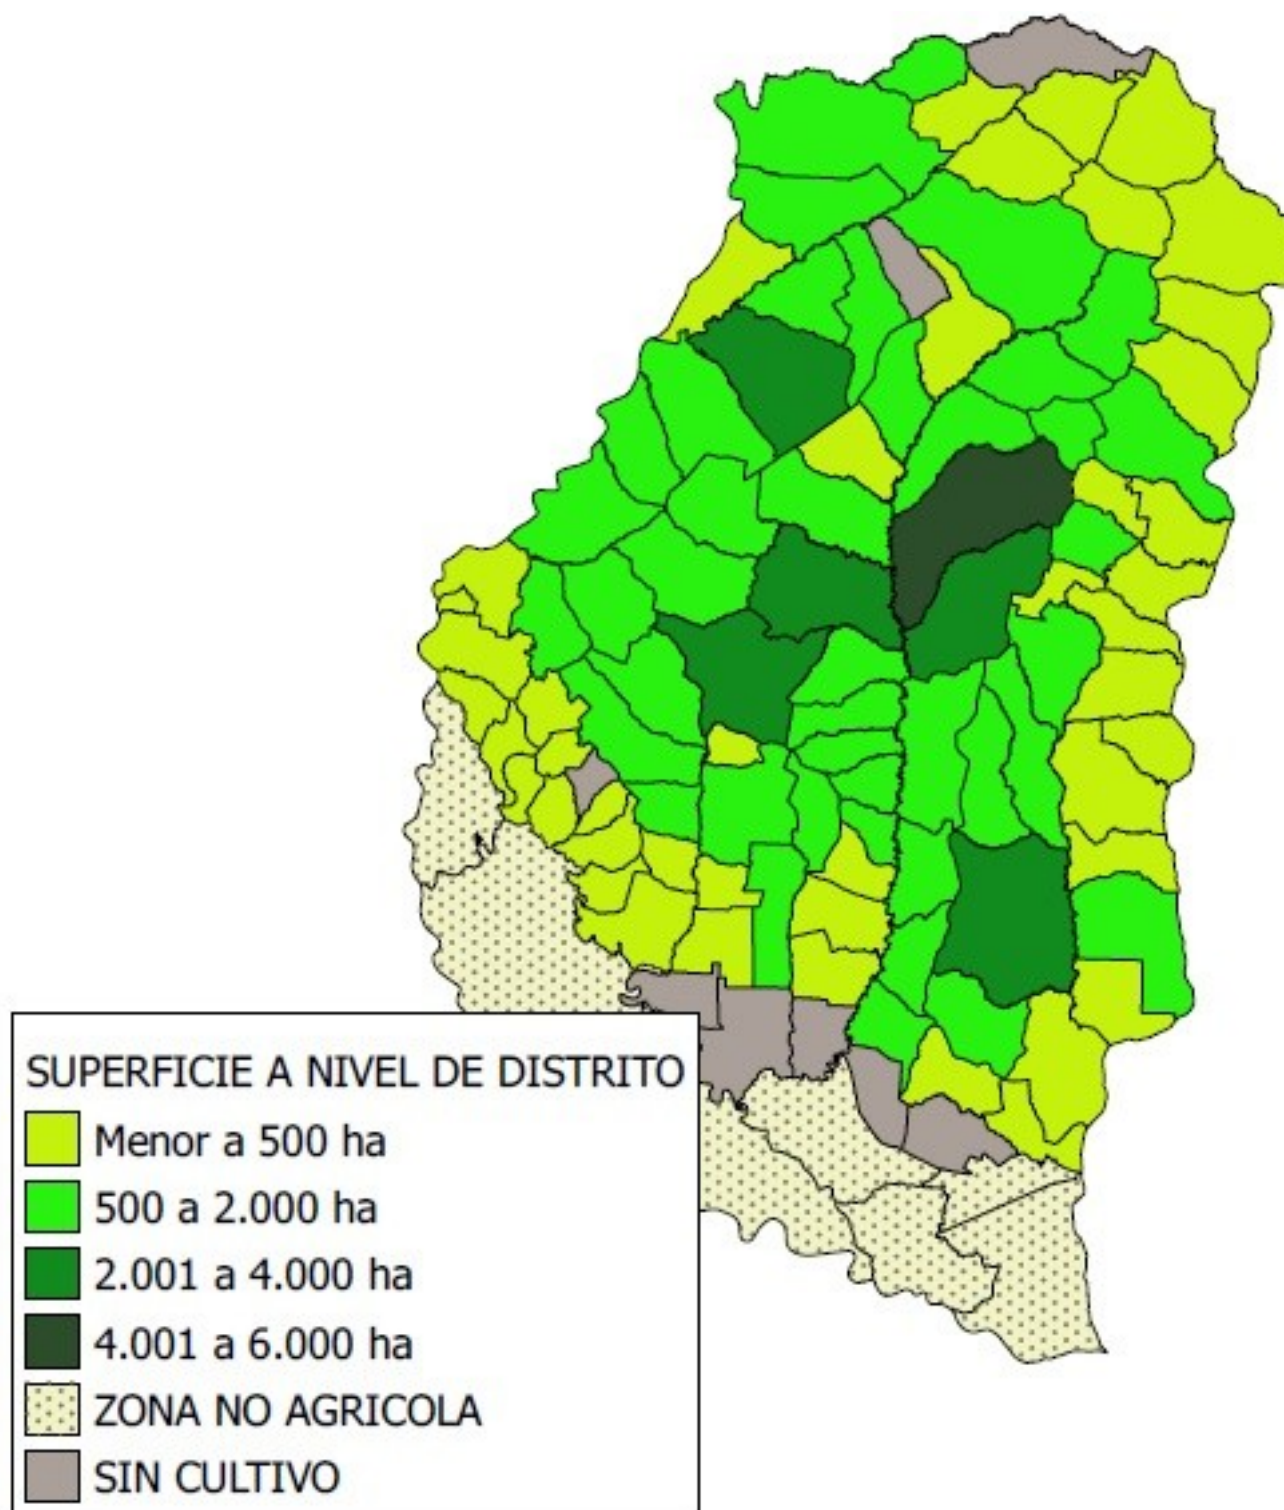 SUPERFICIE A NIVEL DE DISTRITO
Menor a 500 ha
500 a 2.000 ha
2.001 a 4.000 ha
4.001 a 6.000 ha
ZONA NO AGRICOLA
SIN CULTIVO